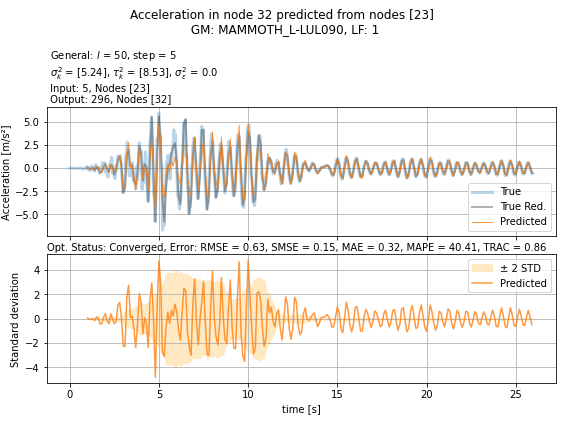 Acceleration in node 32 predicted from nodes [23]
GM: MAMMOTH_L-LUL090, LF: 1
General: l = 50, step = 5
σ²ₖ = [5.24], τ²ₖ = [8.53], σ²ᵣ = 0.0
Input: 5, Nodes [23]
Output: 296, Nodes [32]
Acceleration [m/s²]
5.0
2.5
0.0
−2.5
−5.0
True
True Red.
Predicted
Opt. Status: Converged, Error: RMSE = 0.63, SMSE = 0.15, MAE = 0.32, MAPE = 40.41, TRAC = 0.86
Standard deviation
4
2
0
−2
−4
± 2 STD
Predicted
0 5 10 15 20 25
time [s]